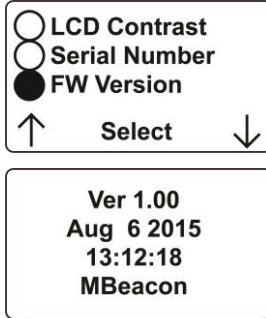 LCD Contrast
Serial Number
FW Version
Select
Ver 1.00
Aug 6 2015
13:12:18
MBeacon